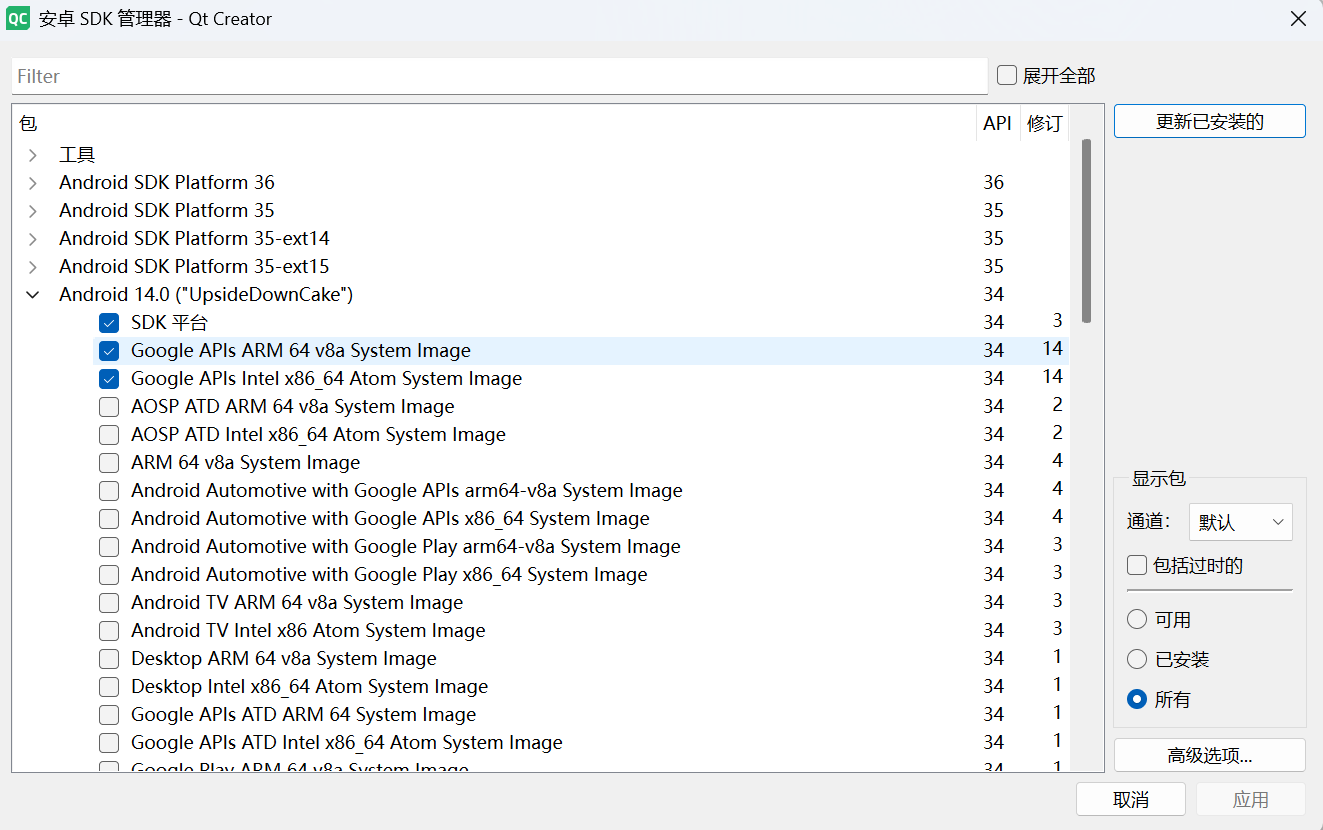 QC 安卓 SDK 管理器 - Qt Creator
Filter
展开全部
包 API 修订
更新已安装的
工具
Android SDK Platform 36 36
Android SDK Platform 35 35
Android SDK Platform 35-ext14 35
Android SDK Platform 35-ext15 35
Android 14.0 ("UpsideDownCake") 34
SDK 平台 34 3
Google APIs ARM 64 v8a System Image 34 14
Google APIs Intel x86_64 Atom System Image 34 14
AOSP ATD ARM 64 v8a System Image 34 2
AOSP ATD Intel x86_64 Atom System Image 34 2
ARM 64 v8a System Image 34 4
Android Automotive with Google APIs arm64-v8a System Image 34 4
Android Automotive with Google APIs x86_64 System Image 34 4
Android Automotive with Google Play arm64-v8a System Image 34 3
Android Automotive with Google Play x86_64 System Image 34 3
Android TV ARM 64 v8a System Image 34 3
Android TV Intel x86 Atom System Image 34 3
Desktop ARM 64 v8a System Image 34 1
Desktop Intel x86_64 Atom System Image 34 1
Google APIs ATD ARM 64 System Image 34 1
Google APIs ATD Intel x86_64 Atom System Image 34 1
Google Play ARM 64 v8a System Image 34 1
显示包
通道： 默认
包括过时的
可用
已安装
所有
高级选项...
取消
应用